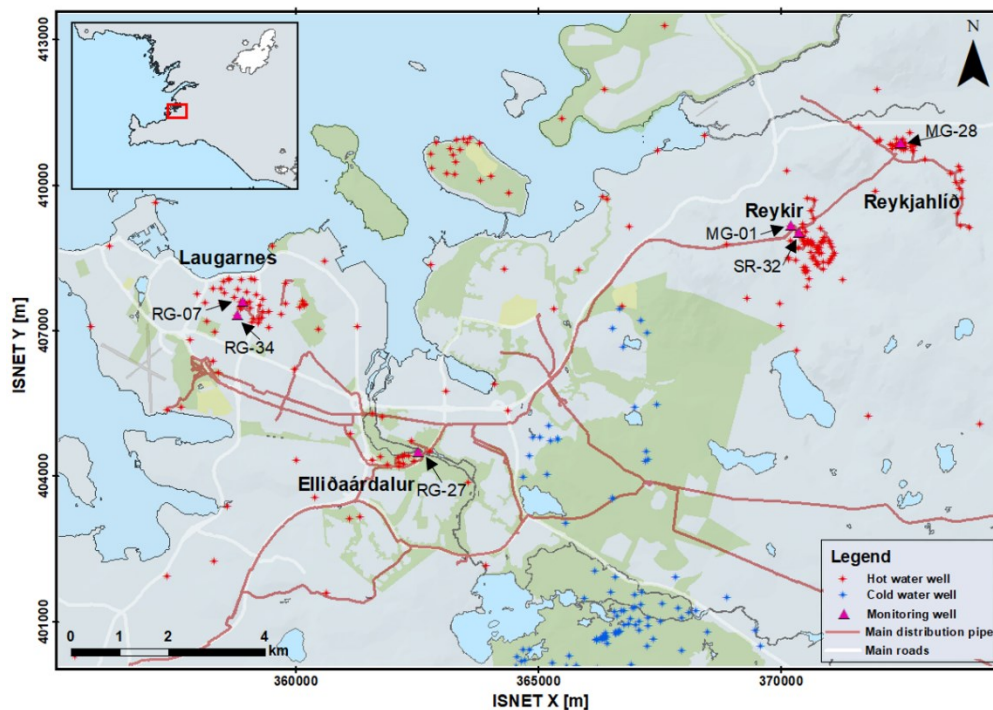 413000
410000
407000
404000
401000
ISNET Y [m]
N
MG-28
Reykjahlíð
Reykir
MG-01
SR-32
Laugarnes
RG-07
RG-34
Elliðaárdalur
RG-27
Legend
Hot water well
Cold water well
Monitoring well
Main distribution pipe
Main roads
0 1 2 4
km
360000 365000 370000
ISNET X [m]